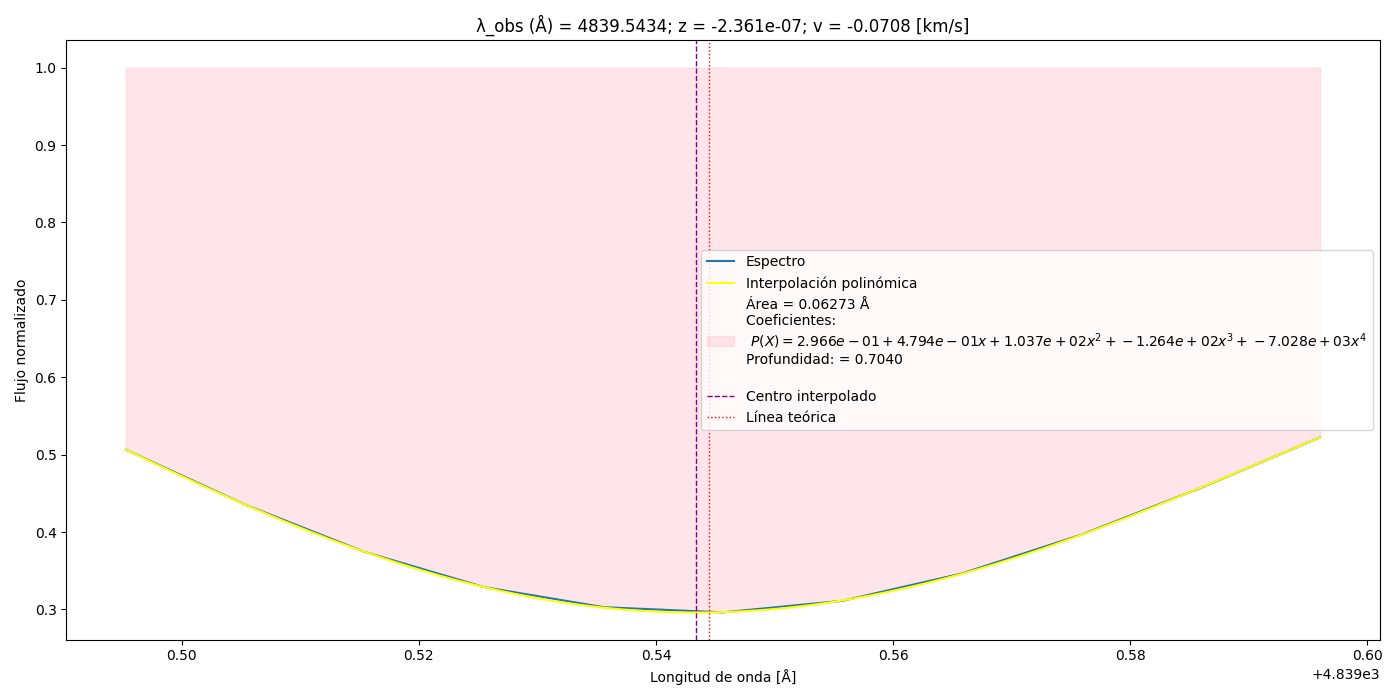 λ_obs (Å) = 4839.5434; z = -2.361e-07; v = -0.0708 [km/s]
1.0
0.9
0.8
0.7
0.6
0.5
0.4
0.3
Flujo normalizado
Espectro
Interpolación polinómica
Área = 0.06273 Å
Coeficientes:
P(X) = 2.966e − 01 + 4.794e − 01x + 1.037e + 02x² + −1.264e + 02x³ + −7.028e + 03x⁴
Profundidad: = 0.7040
Centro interpolado
Línea teórica
0.50 0.52 0.54 0.56 0.58 0.60
+4.839e3
Longitud de onda [Å]